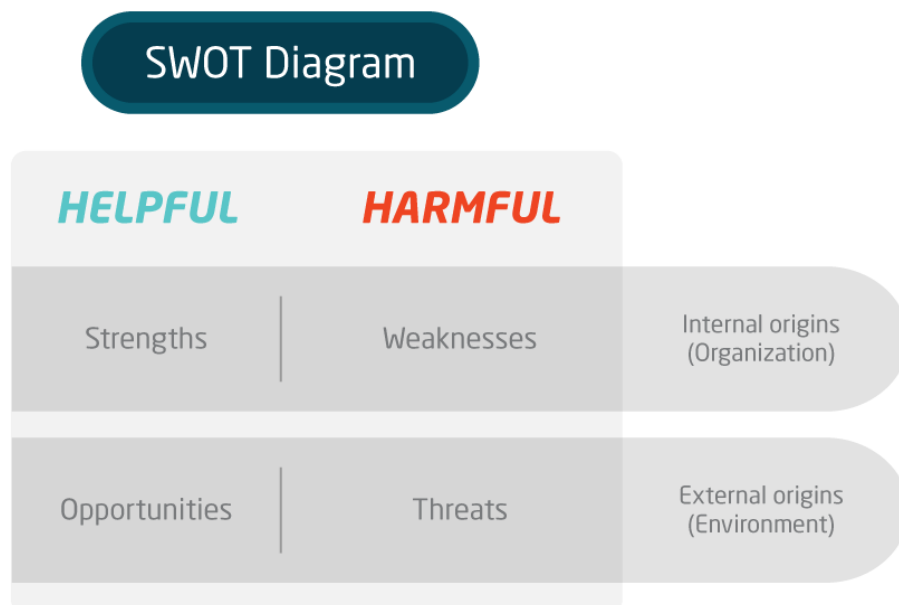 SWOT Diagram
HELPFUL HARMFUL
Strengths Weaknesses Internal origins
(Organization)
Opportunities Threats External origins
(Environment)